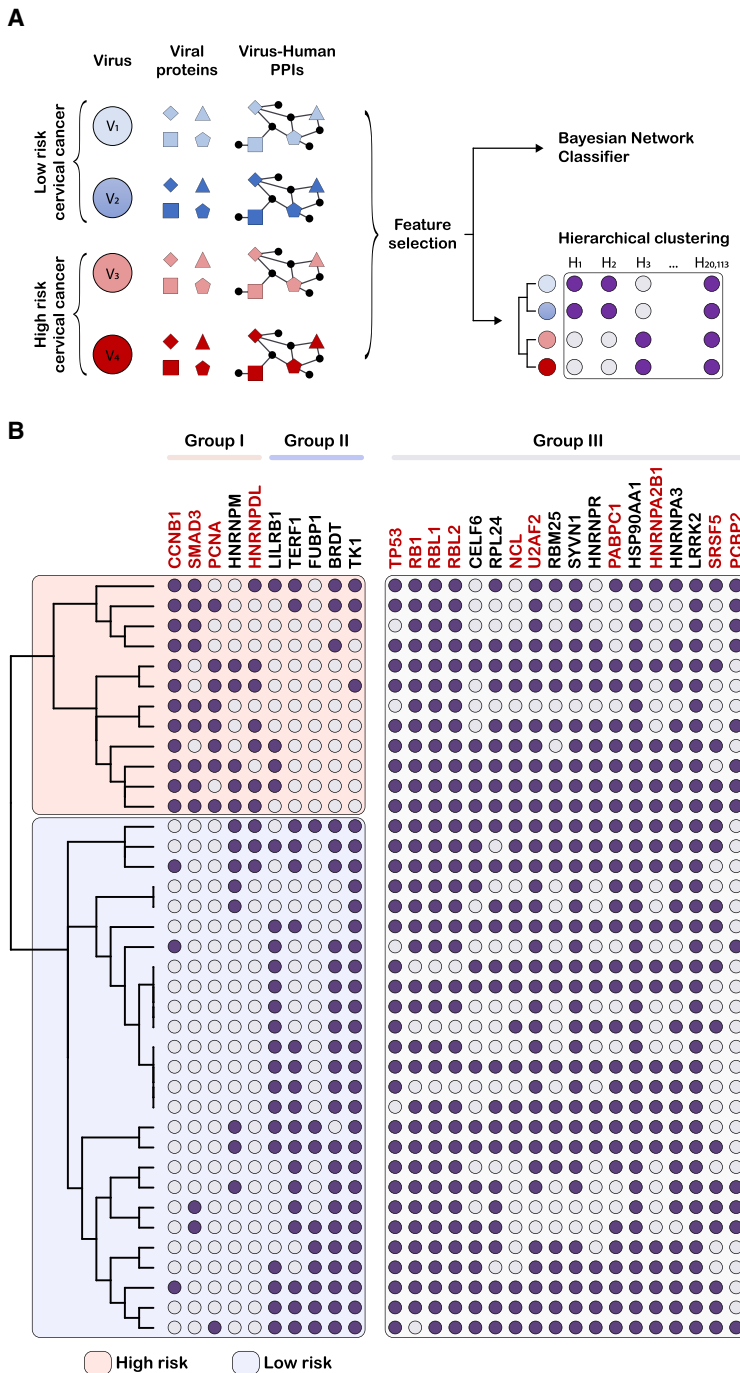 A
Virus
Viral
proteins
Virus-Human
PPIs
Low risk
cervical cancer
High risk
cervical cancer
V1
V2
V3
V4
Feature
selection
Bayesian Network
Classifier
Hierarchical clustering
H1 H2 H3 ... H20,113
B
Group I
Group II
Group III
CCNB1
SMAD3
PCNA
HNRNPM
HNRNPDL
LILRB1
TERF1
FUBP1
BRDT
TK1
TP53
RB1
RBL1
RBL2
CELF6
RPL24
NCL
U2AF2
RBM25
SYVN1
HNRNPR
PABPC1
HSP90AA1
HNRNPA2B1
HNRNPA3
LRRK2
SRSF5
PCBP2
High risk
Low risk